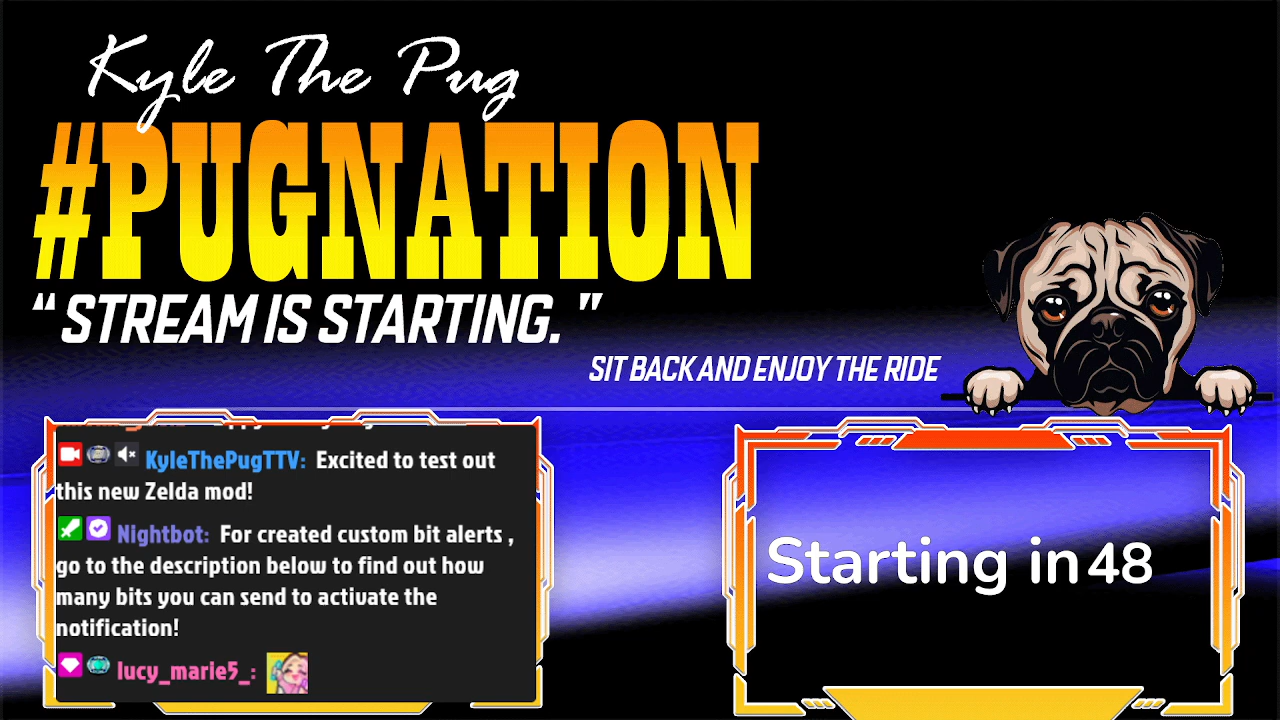 Kyle The Pug
#PUGNATION
“ STREAM IS STARTING. ”
SIT BACK AND ENJOY THE RIDE
KyleThePugTTV: Excited to test out
this new Zelda mod!
Nightbot: For created custom bit alerts ,
go to the description below to find out how
many bits you can send to activate the
notification!
lucy_marie5_:
Starting in 48